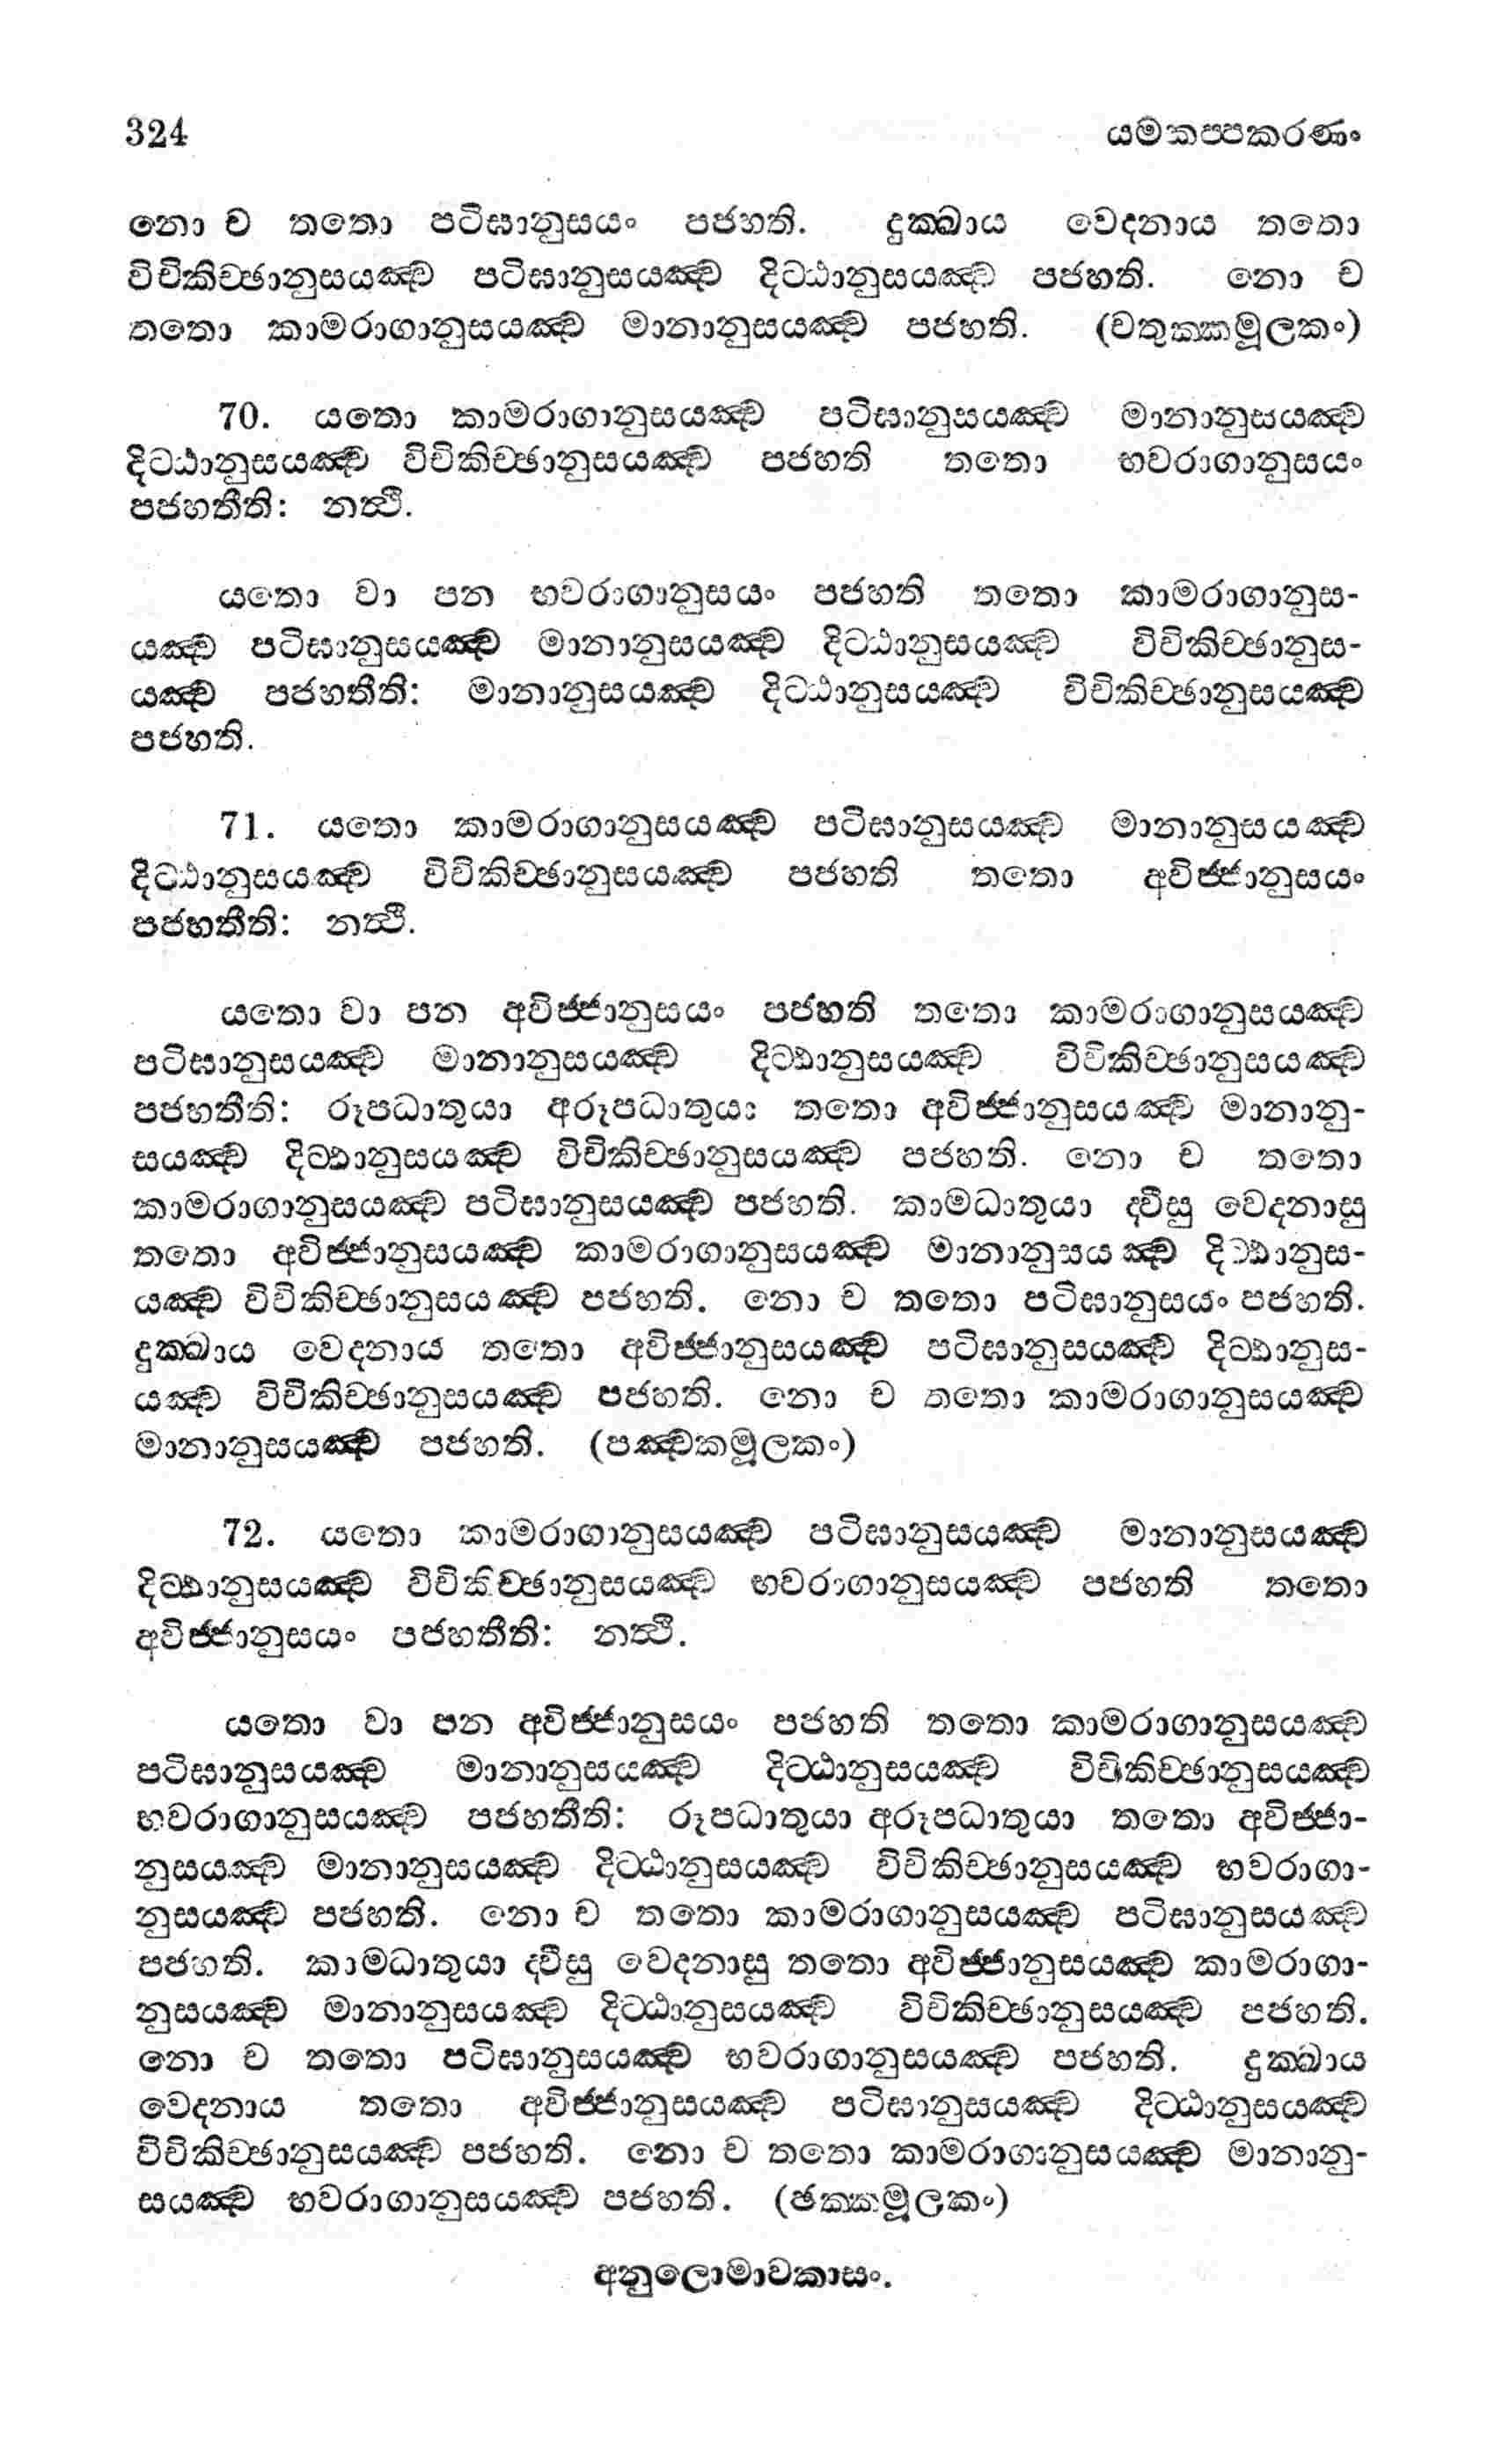 324 යමකප්පකරණං
නො ච තතො පටිඝානුසයං පජහති. දුක්ඛාය වෙදනාය තතො
විචිකිච්ඡානුසයඤ්ච පටිඝානුසයඤ්ච දිට්ඨානුසයඤ්ච පජහති. නො ච
තතො කාමරාගානුසයඤ්ච මානානුසයඤ්ච පජහති. (චතුක්කමූලකං)
70. යතො කාමරාගානුසයඤ්ච පටිඝානුසයඤ්ච මානානුසයඤ්ච
දිට්ඨානුසයඤ්ච විචිකිච්ඡානුසයඤ්ච පජහති තතො භවරාගානුසයං
පජහතීති: නත්ථි.
යතො වා පන භවරාගානුසයං පජහති තතො කාමරාගානුස-
යඤ්ච පටිඝානුසයඤ්ච මානානුසයඤ්ච දිට්ඨානුසයඤ්ච විචිකිච්ඡානුස-
යඤ්ච පජහතීති: මානානුසයඤ්ච දිට්ඨානුසයඤ්ච විචිකිච්ඡානුසයඤ්ච
පජහති.
71. යතො කාමරාගානුසයඤ්ච පටිඝානුසයඤ්ච මානානුසයඤ්ච
දිට්ඨානුසයඤ්ච විචිකිච්ඡානුසයඤ්ච පජහති තතො අවිජ්ජානුසයං
පජහතීති: නත්ථි.
යතො වා පන අවිජ්ජානුසයං පජහති තතො කාමරාගානුසයඤ්ච
පටිඝානුසයඤ්ච මානානුසයඤ්ච දිට්ඨානුසයඤ්ච විචිකිච්ඡානුසයඤ්ච
පජහතීති: රූපධාතුයා අරූපධාතුයා තතො අවිජ්ජානුසයඤ්ච මානානු-
සයඤ්ච දිට්ඨානුසයඤ්ච විචිකිච්ඡානුසයඤ්ච පජහති. නො ච තතො
කාමරාගානුසයඤ්ච පටිඝානුසයඤ්ච පජහති. කාමධාතුයා ද්වීසු වෙදනාසු
තතො අවිජ්ජානුසයඤ්ච කාමරාගානුසයඤ්ච මානානුසයඤ්ච දිට්ඨානුස-
යඤ්ච විචිකිච්ඡානුසයඤ්ච පජහති. නො ච තතො පටිඝානුසයං පජහති.
දුක්ඛාය වෙදනාය තතො අවිජ්ජානුසයඤ්ච පටිඝානුසයඤ්ච දිට්ඨානුස-
යඤ්ච විචිකිච්ඡානුසයඤ්ච පජහති. නො ච තතො කාමරාගානුසයඤ්ච
මානානුසයඤ්ච පජහති. (පඤ්චකමූලකං)
72. යතො කාමරාගානුසයඤ්ච පටිඝානුසයඤ්ච මානානුසයඤ්ච
දිට්ඨානුසයඤ්ච විචිකිච්ඡානුසයඤ්ච භවරාගානුසයඤ්ච පජහති තතො
අවිජ්ජානුසයං පජහතීති: නත්ථි.
යතො වා පන අවිජ්ජානුසයං පජහති තතො කාමරාගානුසයඤ්ච
පටිඝානුසයඤ්ච මානානුසයඤ්ච දිට්ඨානුසයඤ්ච විචිකිච්ඡානුසයඤ්ච
භවරාගානුසයඤ්ච පජහතීති: රූපධාතුයා අරූපධාතුයා තතො අවිජ්ජා-
නුසයඤ්ච මානානුසයඤ්ච දිට්ඨානුසයඤ්ච විචිකිච්ඡානුසයඤ්ච භවරාගා-
නුසයඤ්ච පජහති. නො ච තතො කාමරාගානුසයඤ්ච පටිඝානුසයඤ්ච
පජහති. කාමධාතුයා ද්වීසු වෙදනාසු තතො අවිජ්ජානුසයඤ්ච කාමරාගා-
නුසයඤ්ච මානානුසයඤ්ච දිට්ඨානුසයඤ්ච විචිකිච්ඡානුසයඤ්ච පජහති.
නො ච තතො පටිඝානුසයඤ්ච භවරාගානුසයඤ්ච පජහති. දුක්ඛාය
වෙදනාය තතො අවිජ්ජානුසයඤ්ච පටිඝානුසයඤ්ච දිට්ඨානුසයඤ්ච
විචිකිච්ඡානුසයඤ්ච පජහති. නො ච තතො කාමරාගානුසයඤ්ච මානානු-
සයඤ්ච භවරාගානුසයඤ්ච පජහති. (ඡක්කමූලකං)
අනුලොමාවකාසං.